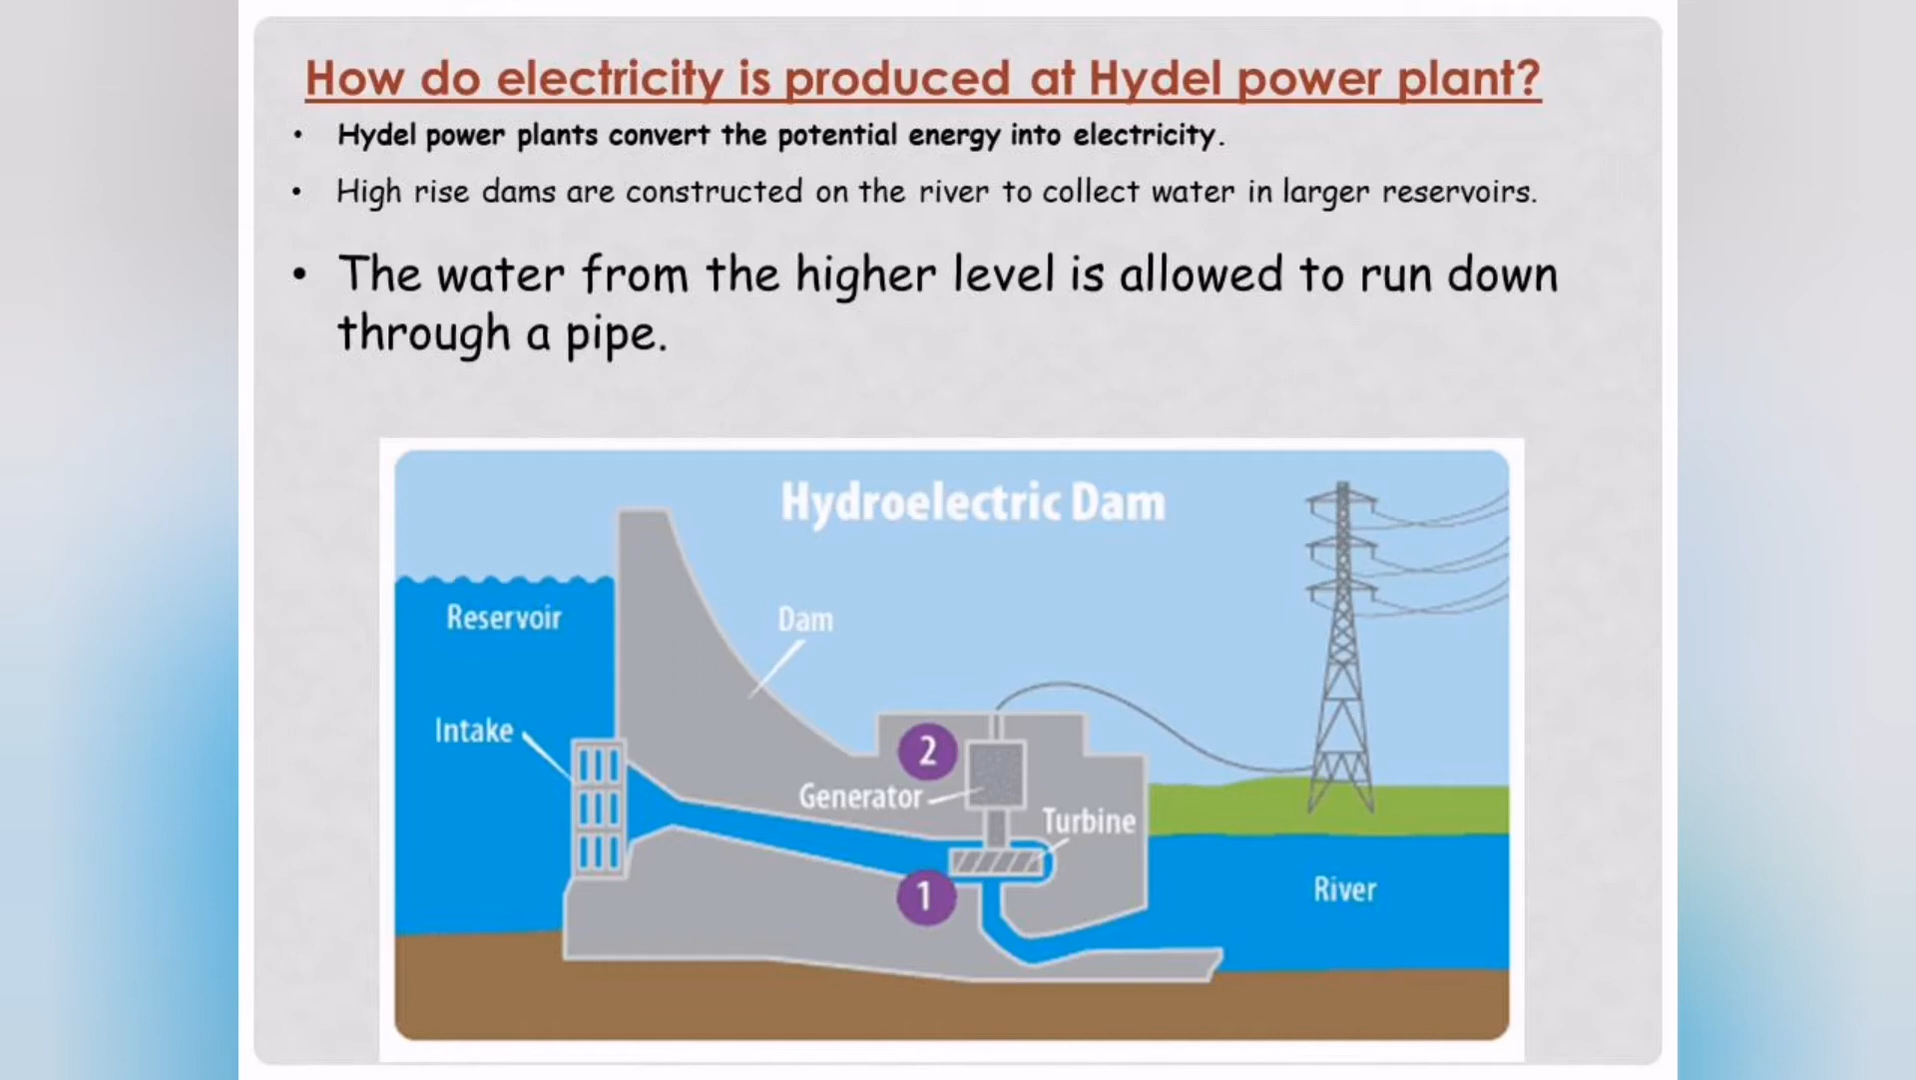 How do electricity is produced at Hydel power plant?
• Hydel power plants convert the potential energy into electricity.
• High rise dams are constructed on the river to collect water in larger reservoirs.
• The water from the higher level is allowed to run down
through a pipe.
Hydroelectric Dam
Reservoir
Dam
Intake
2
Generator
Turbine
1
River